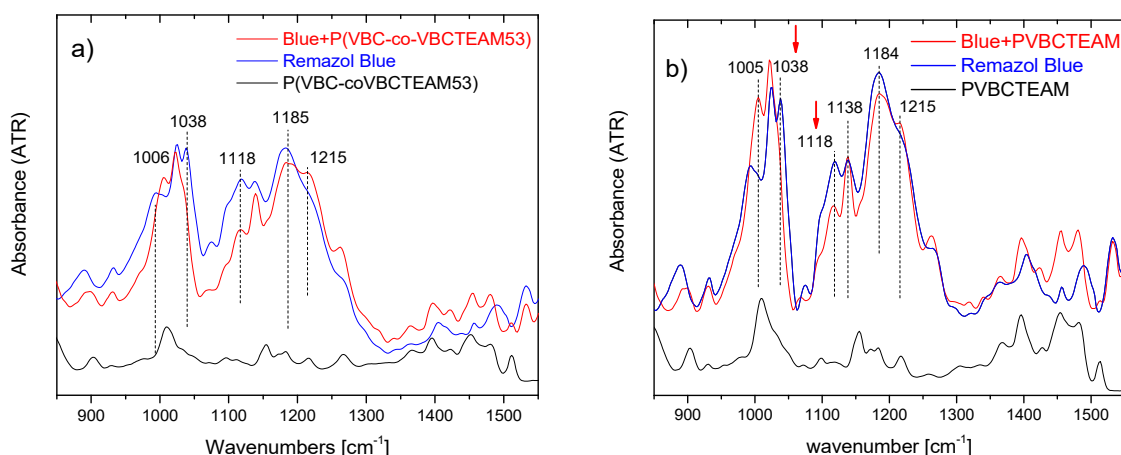 a)
Blue+P(VBC-co-VBCTEAM53)
Remazol Blue
P(VBC-coVBCTEAM53)
1006
1038
1118
1185
1215
Absorbance (ATR)
900 1000 1100 1200 1300 1400 1500
Wavenumbers [cm-1]
b)
Blue+PVBCTEAM
Remazol Blue
PVBCTEAM
1005
1038
1118
1138
1184
1215
Absorbance (ATR)
900 1000 1100 1200 1300 1400 1500
wavenumber [cm-1]